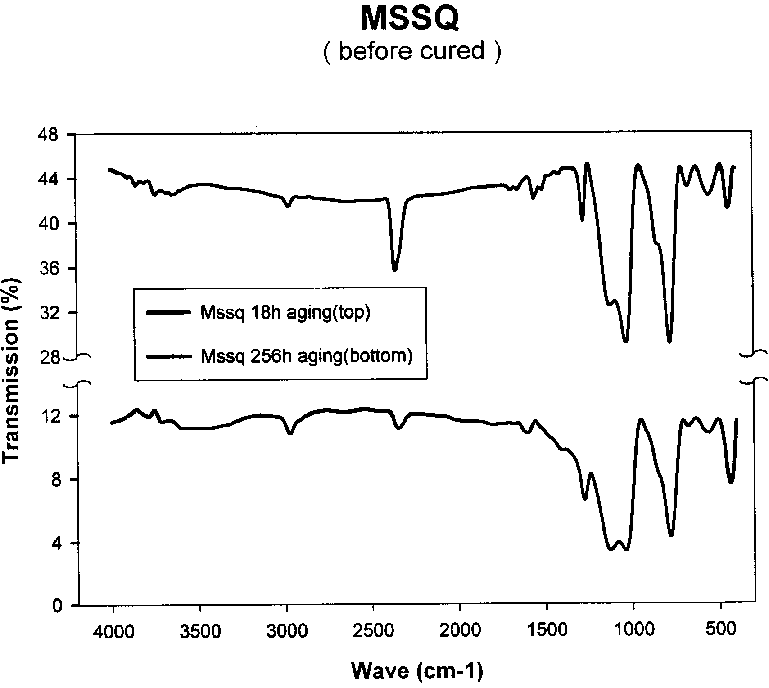 MSSQ
( before cured )
48
44
40
36
32
28
12
8
4
0
Transmission (%)
Mssq 18h aging(top)
Mssq 256h aging(bottom)
4000 3500 3000 2500 2000 1500 1000 500
Wave (cm-1)